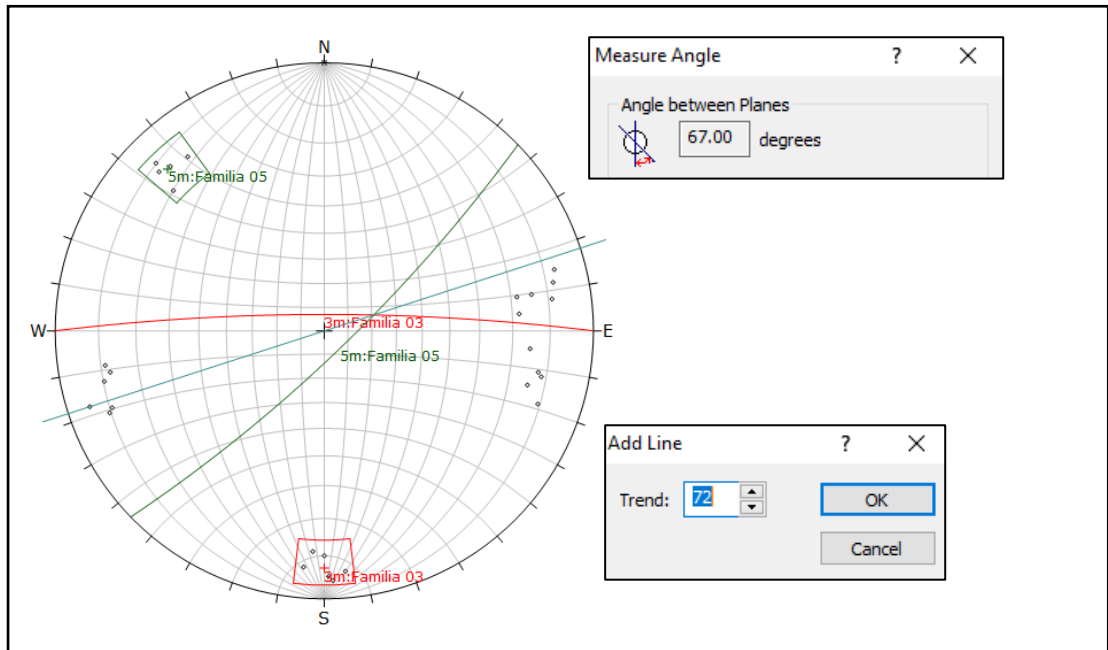 N
Measure Angle ? ×
Angle between Planes
67.00 degrees
5m:Familia 05
W
3m:Familia 03
E
5m:Familia 05
Add Line ? ×
Trend: 72 OK
Cancel
3m:Familia 03
S